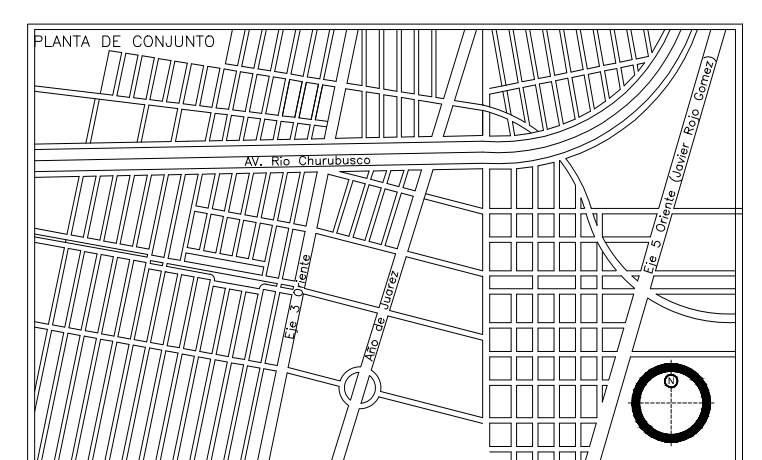 PLANTA DE CONJUNTO
AV. Rio Churubusco
Eje 5 Oriente (Javier Rojo Gomez)
Eje 3 Oriente
Año de Juarez
N